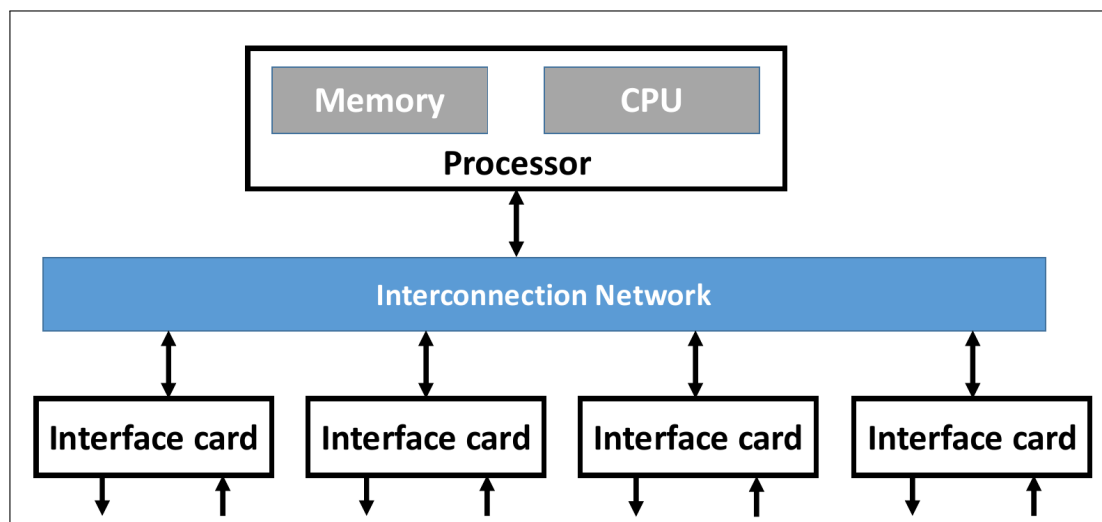 Memory
CPU
Processor
Interconnection Network
Interface card
Interface card
Interface card
Interface card